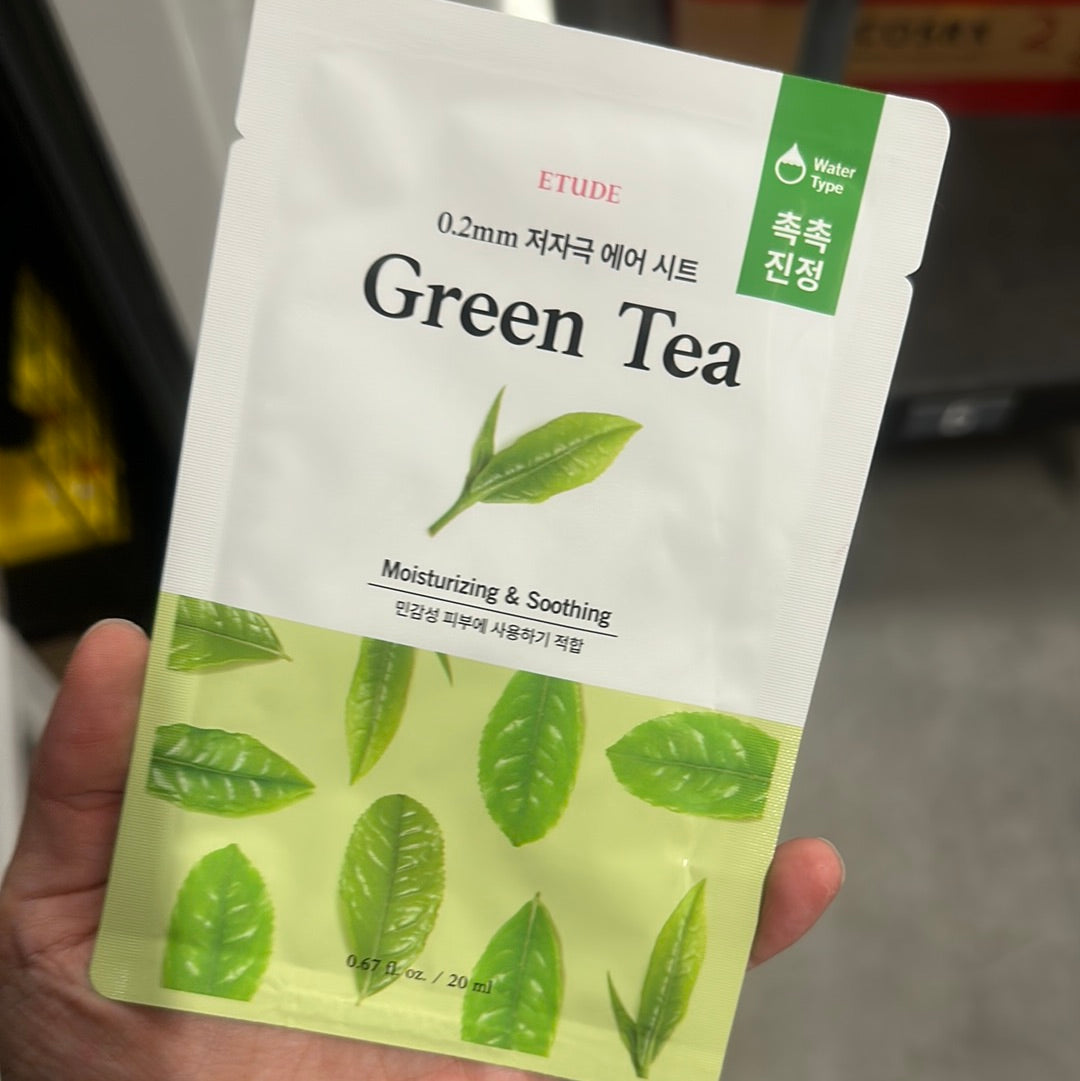 ETUDE
0.2mm 저자극 에어 시트
Green Tea
Water
Type
촉촉
진정
Moisturizing & Soothing
민감성 피부에 사용하기 적합
0.67 fl. oz. / 20 ml